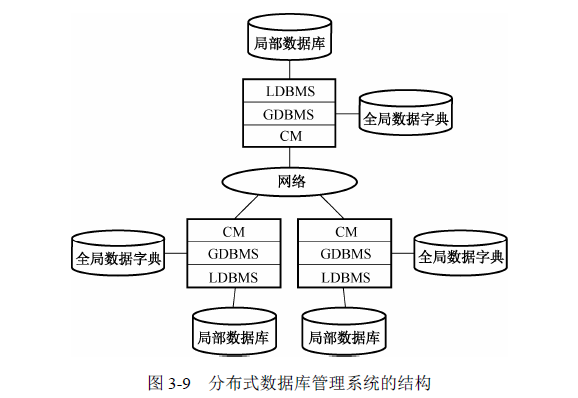 局部数据库
LDBMS
GDBMS
全局数据字典
CM
网络
CM
CM
全局数据字典
GDBMS
GDBMS
全局数据字典
LDBMS
LDBMS
局部数据库
局部数据库
图 3-9 分布式数据库管理系统的结构